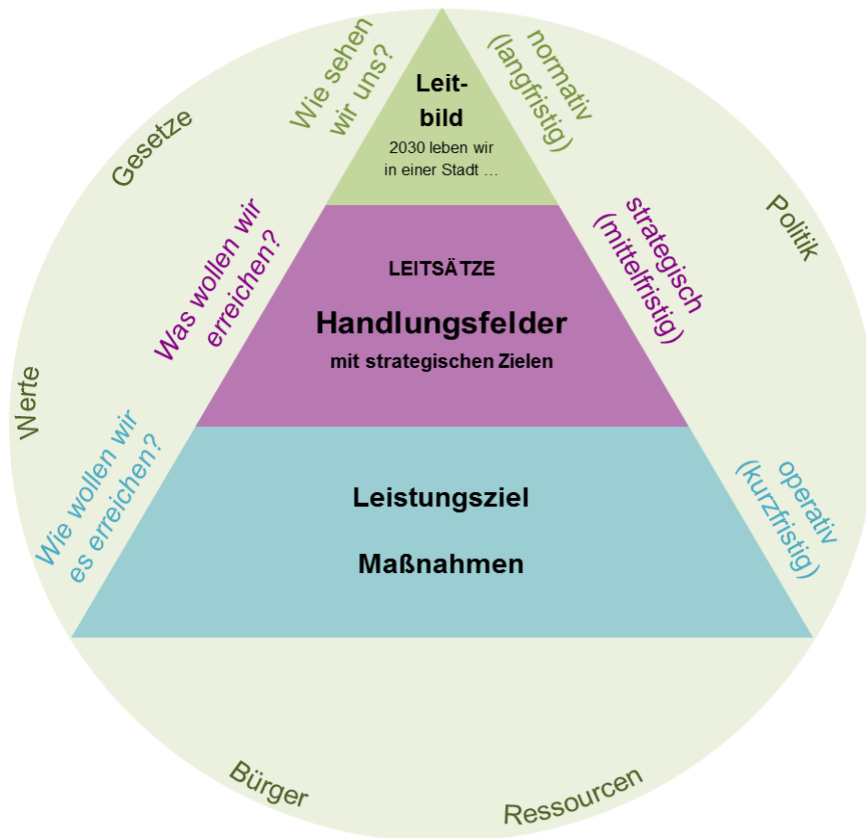 Wie sehen
wir uns?
normativ
(langfristig)
Leit-
bild
2030 leben wir
in einer Stadt ...
Gesetze
Politik
Was wollen wir
erreichen?
strategisch
(mittelfristig)
LEITSÄTZE
Handlungsfelder
mit strategischen Zielen
Werte
Wie wollen wir
es erreichen?
operativ
(kurzfristig)
Leistungsziel
Maßnahmen
Bürger
Ressourcen